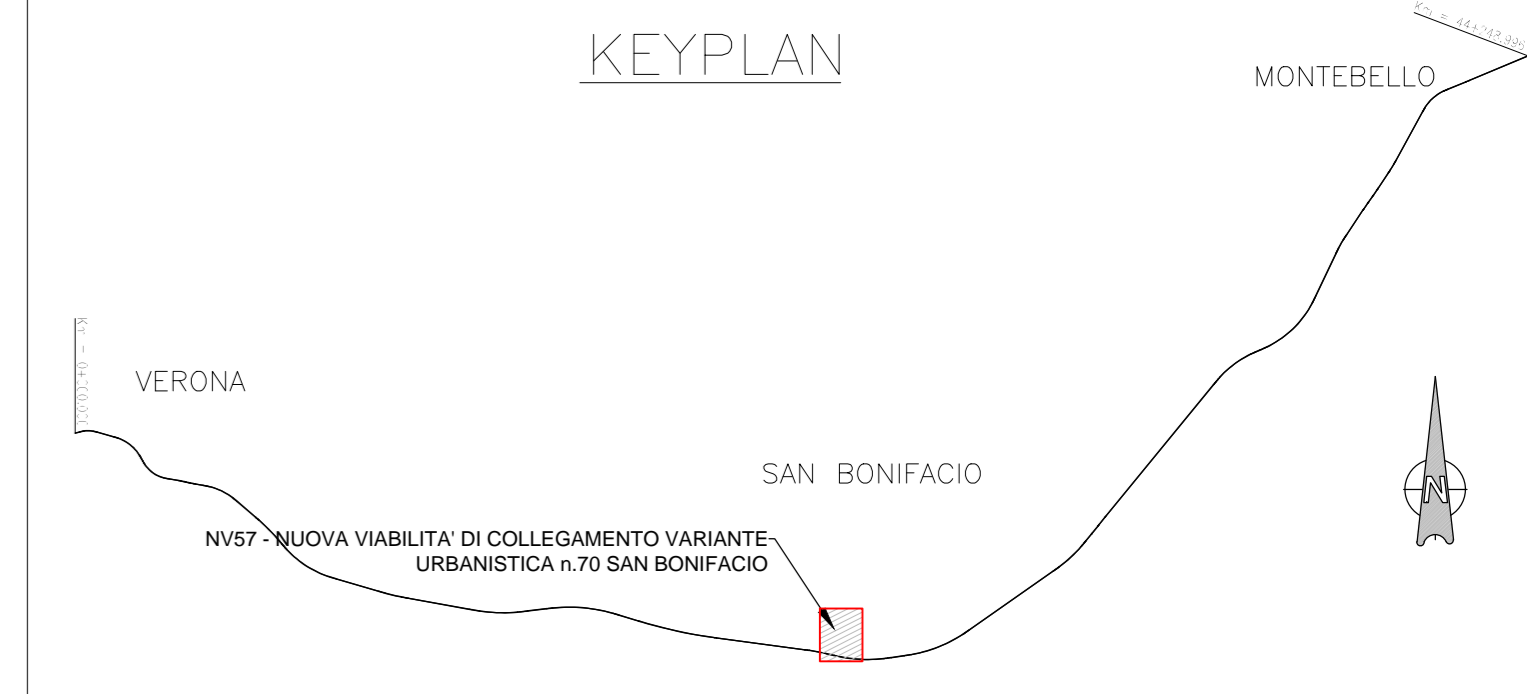 KEYPLAN
MONTEBELLO
VERONA
SAN BONIFACIO
NV57 - NUOVA VIABILITA' DI COLLEGAMENTO VARIANTE
URBANISTICA n.70 SAN BONIFACIO
N